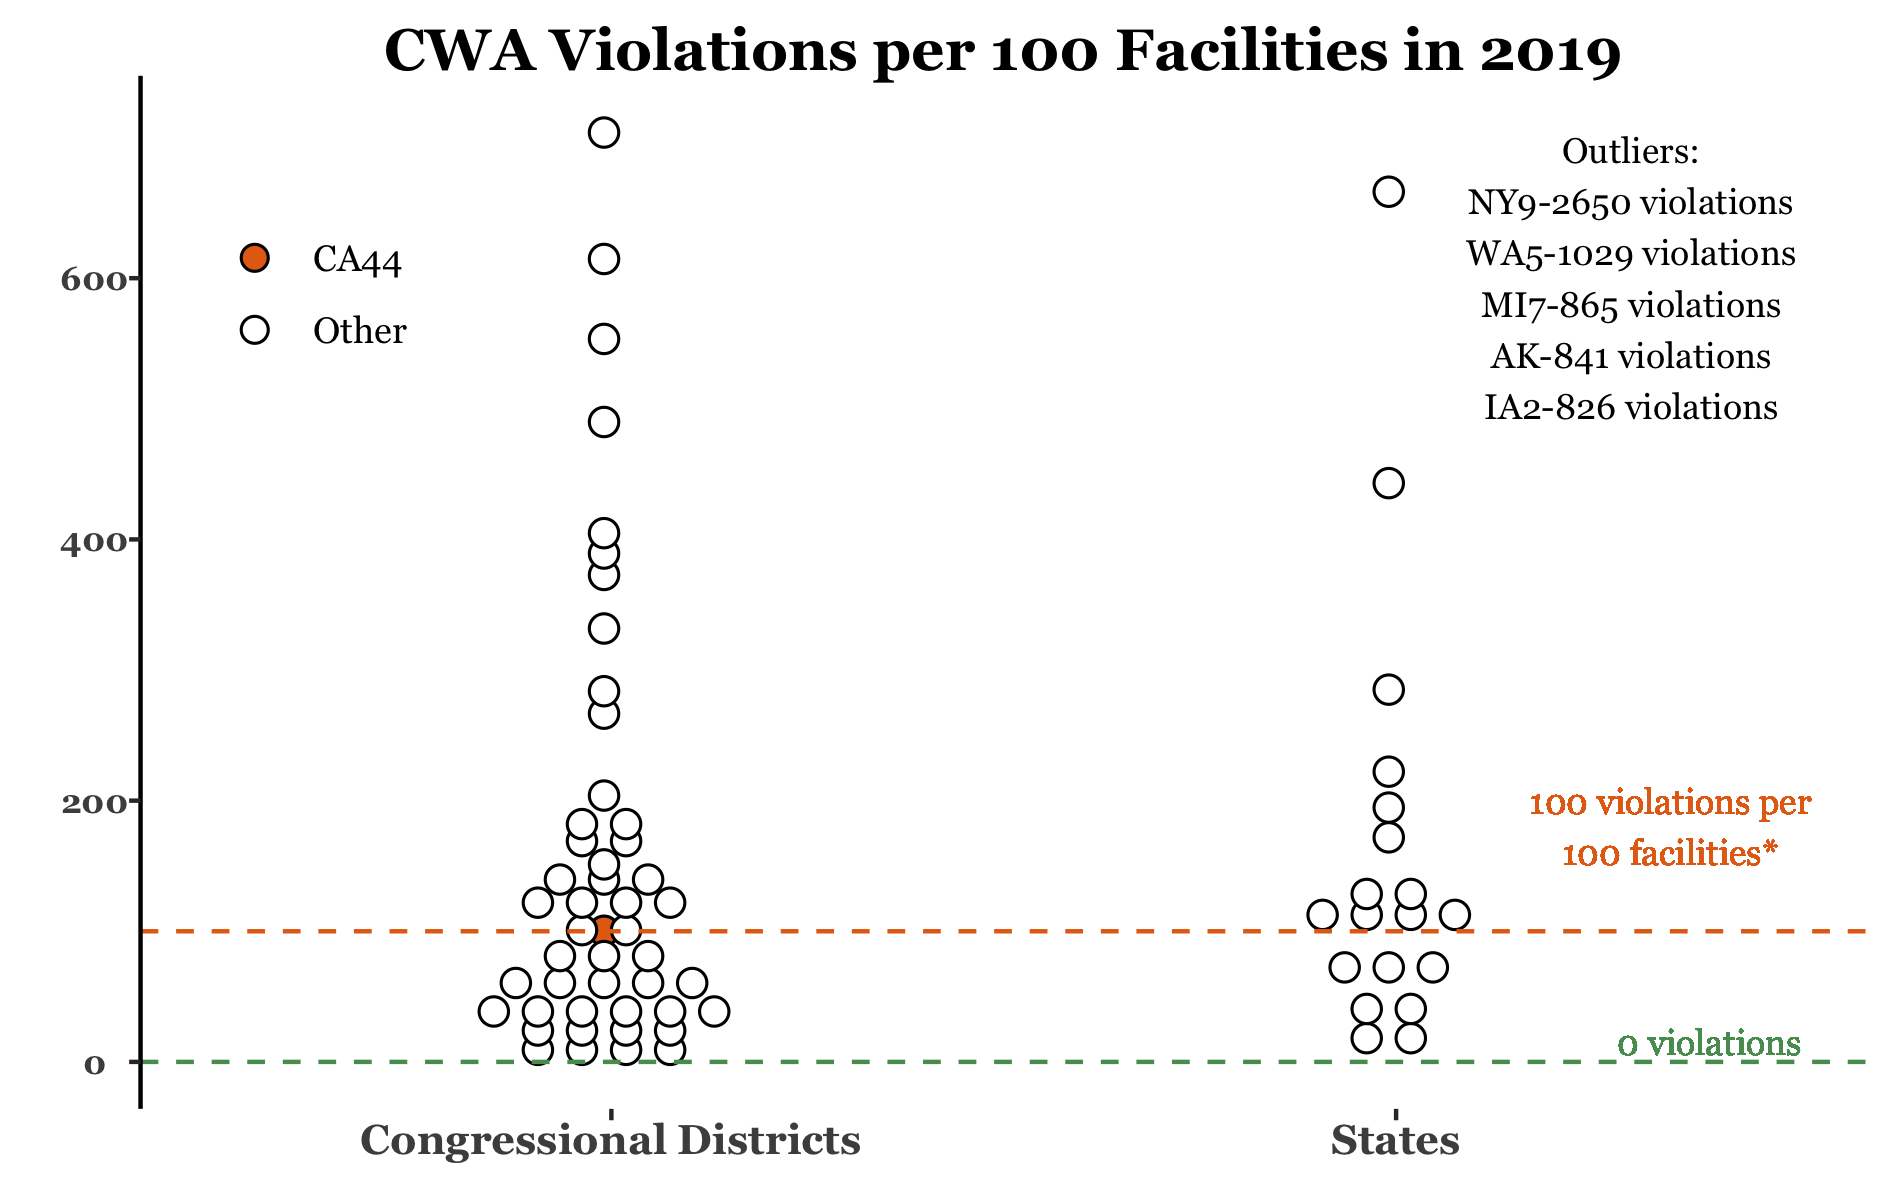 CWA Violations per 100 Facilities in 2019
Outliers:
NY9-2650 violations
WA5-1029 violations
MI7-865 violations
AK-841 violations
IA2-826 violations
CA44
Other
600
400
200
0
100 violations per
100 facilities*
0 violations
Congressional Districts
States